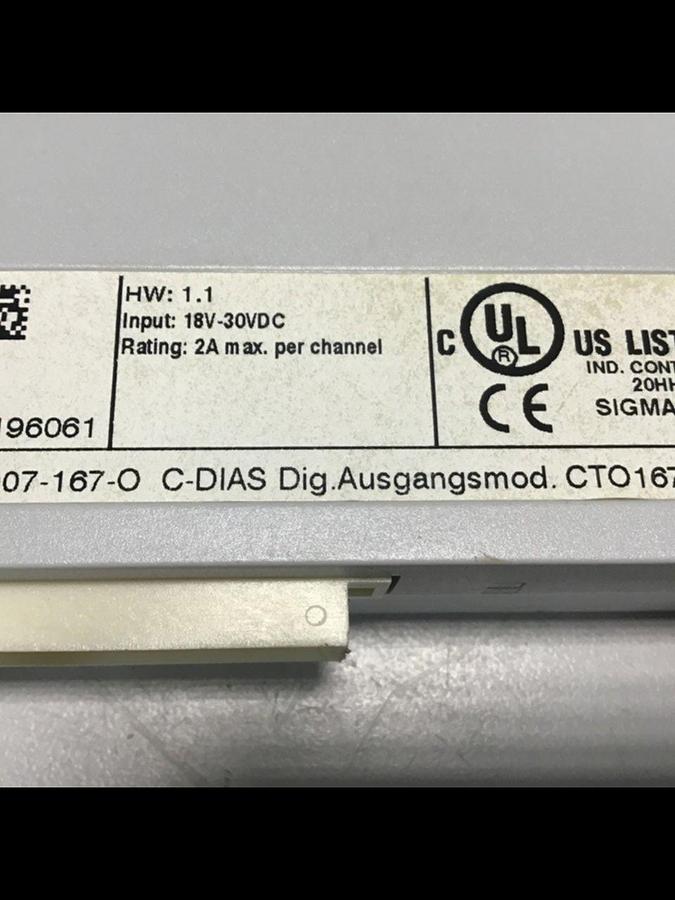 HW: 1.1
Input: 18V-30VDC
Rating: 2A max. per channel
196061
C UL® US LIST
IND. CONT
20HH
SIGMA
CE
07-167-O C-DIAS Dig.Ausgangsmod. CTO167